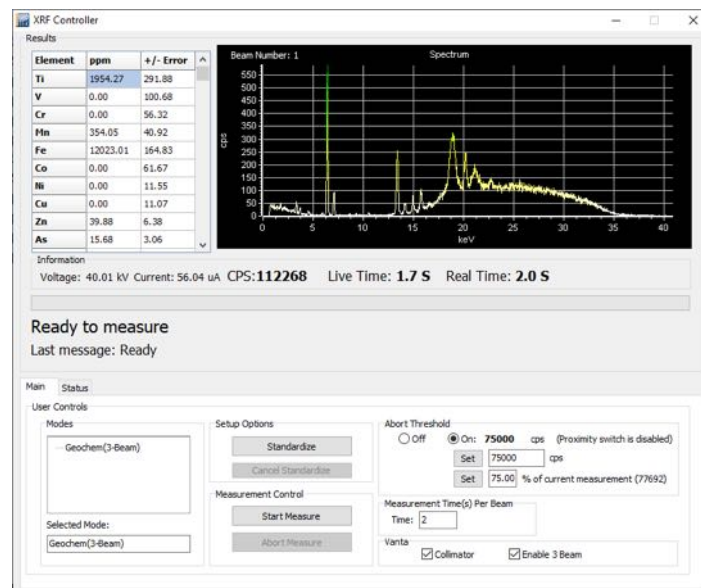 XRF Controller
Results
Element ppm +/- Error
Ti 1954.27 291.88
V 0.00 100.68
Cr 0.00 56.32
Mn 354.05 40.92
Fe 12023.01 164.83
Co 0.00 61.67
Ni 0.00 11.55
Cu 0.00 11.07
Zn 39.88 6.38
As 15.68 3.06
Beam Number: 1 Spectrum
550
500
450
400
350
300
250
200
150
100
50
0
cps
0 5 10 15 20 25 30 35 40
keV
Information
Voltage: 40.01 kV Current: 56.04 uA CPS:112268 Live Time: 1.7 S Real Time: 2.0 S
Ready to measure
Last message: Ready
Main Status
User Controls
Modes
Geochem(3-Beam)
Selected Mode:
Geochem(3-Beam)
Setup Options
Standardize
Cancel Standardize
Measurement Control
Start Measure
Abort Measure
Abort Threshold
Off On: 75000 cps (Proximity switch is disabled)
Set 75000 cps
Set 75.00 % of current measurement (77692)
Measurement Time(s) Per Beam
Time: 2
Vanta
Collimator Enable 3 Beam